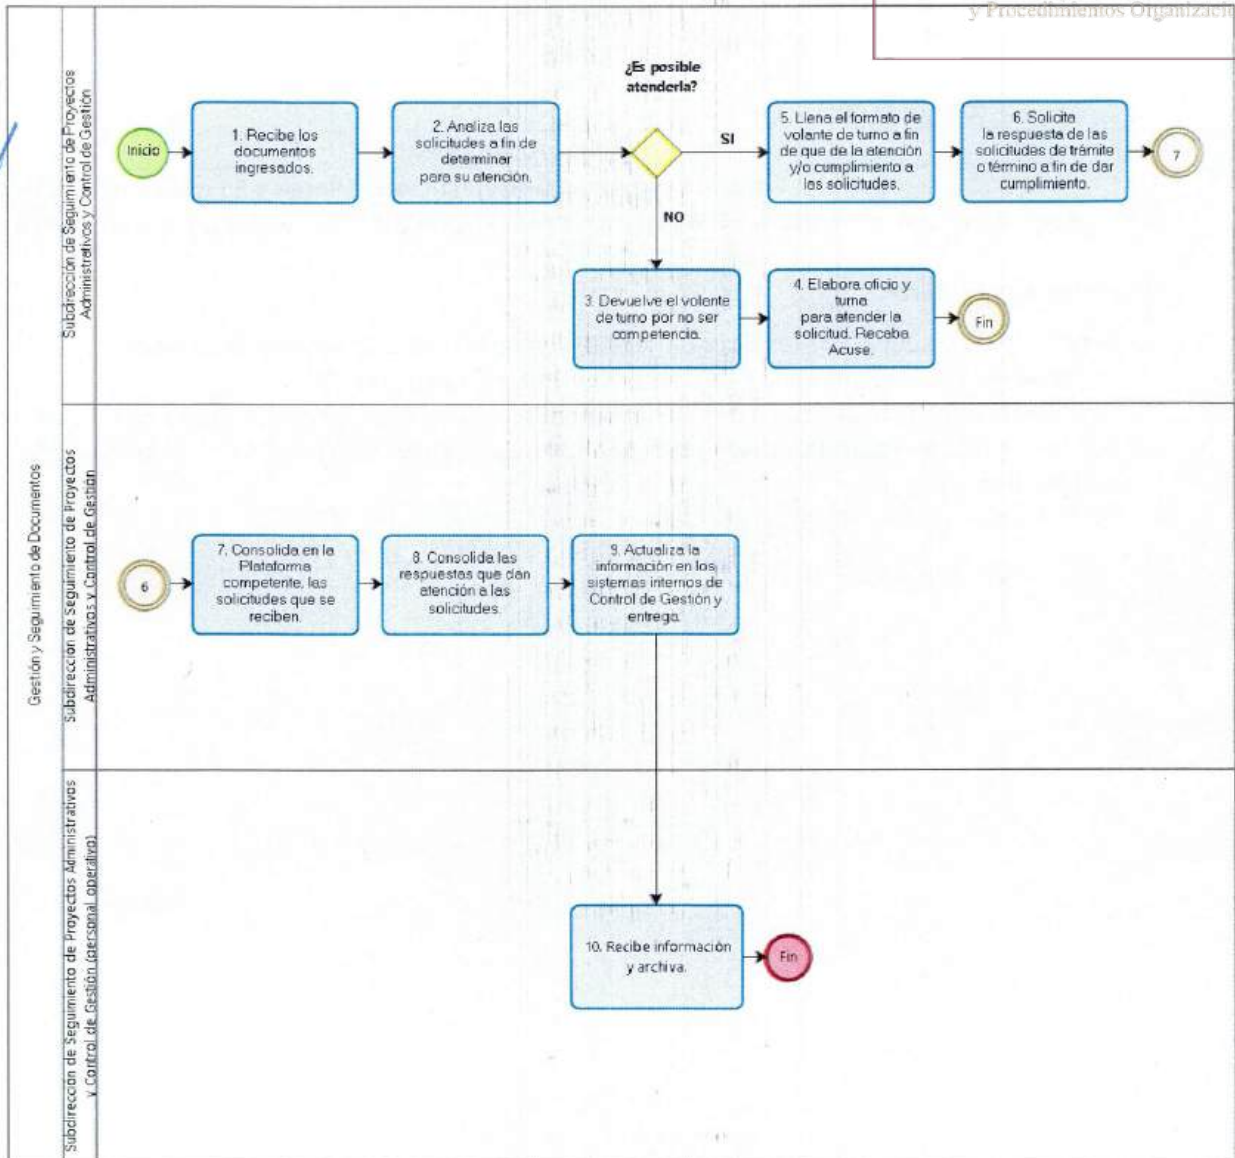 y Procedimientos Organizacio
Gestión y Seguimiento de Documentos
Subdirección de Seguimiento de Proyectos
Administrativos y Control de Gestión
Inicio
1. Recibe los
documentos
ingresados.
2. Analiza las
solicitudes a fin de
determinar
para su atención.
¿Es posible
atenderla?
SI
5. Llena el formato de
volante de turno a fin
de que de la atención
y/o cumplimiento a
las solicitudes.
6. Solicita
la respuesta de las
solicitudes de trámite
o término a fin de dar
cumplimiento.
7
NO
3. Devuelve el volante
de turno por no ser
competencia.
4. Elabora oficio y
turna
para atender la
solicitud. Recaba
Acuse.
Fin
Subdirección de Seguimiento de Proyectos
Administrativos y Control de Gestión
6
7. Consolida en la
Plataforma
competente, las
solicitudes que se
reciben.
8. Consolida las
respuestas que dan
atención a las
solicitudes.
9. Actualiza la
información en los
sistemas internos de
Control de Gestión y
entrega.
Subdirección de Seguimiento de Proyectos Administrativos
y Control de Gestión (personal operativo)
10. Recibe información
y archiva.
Fin